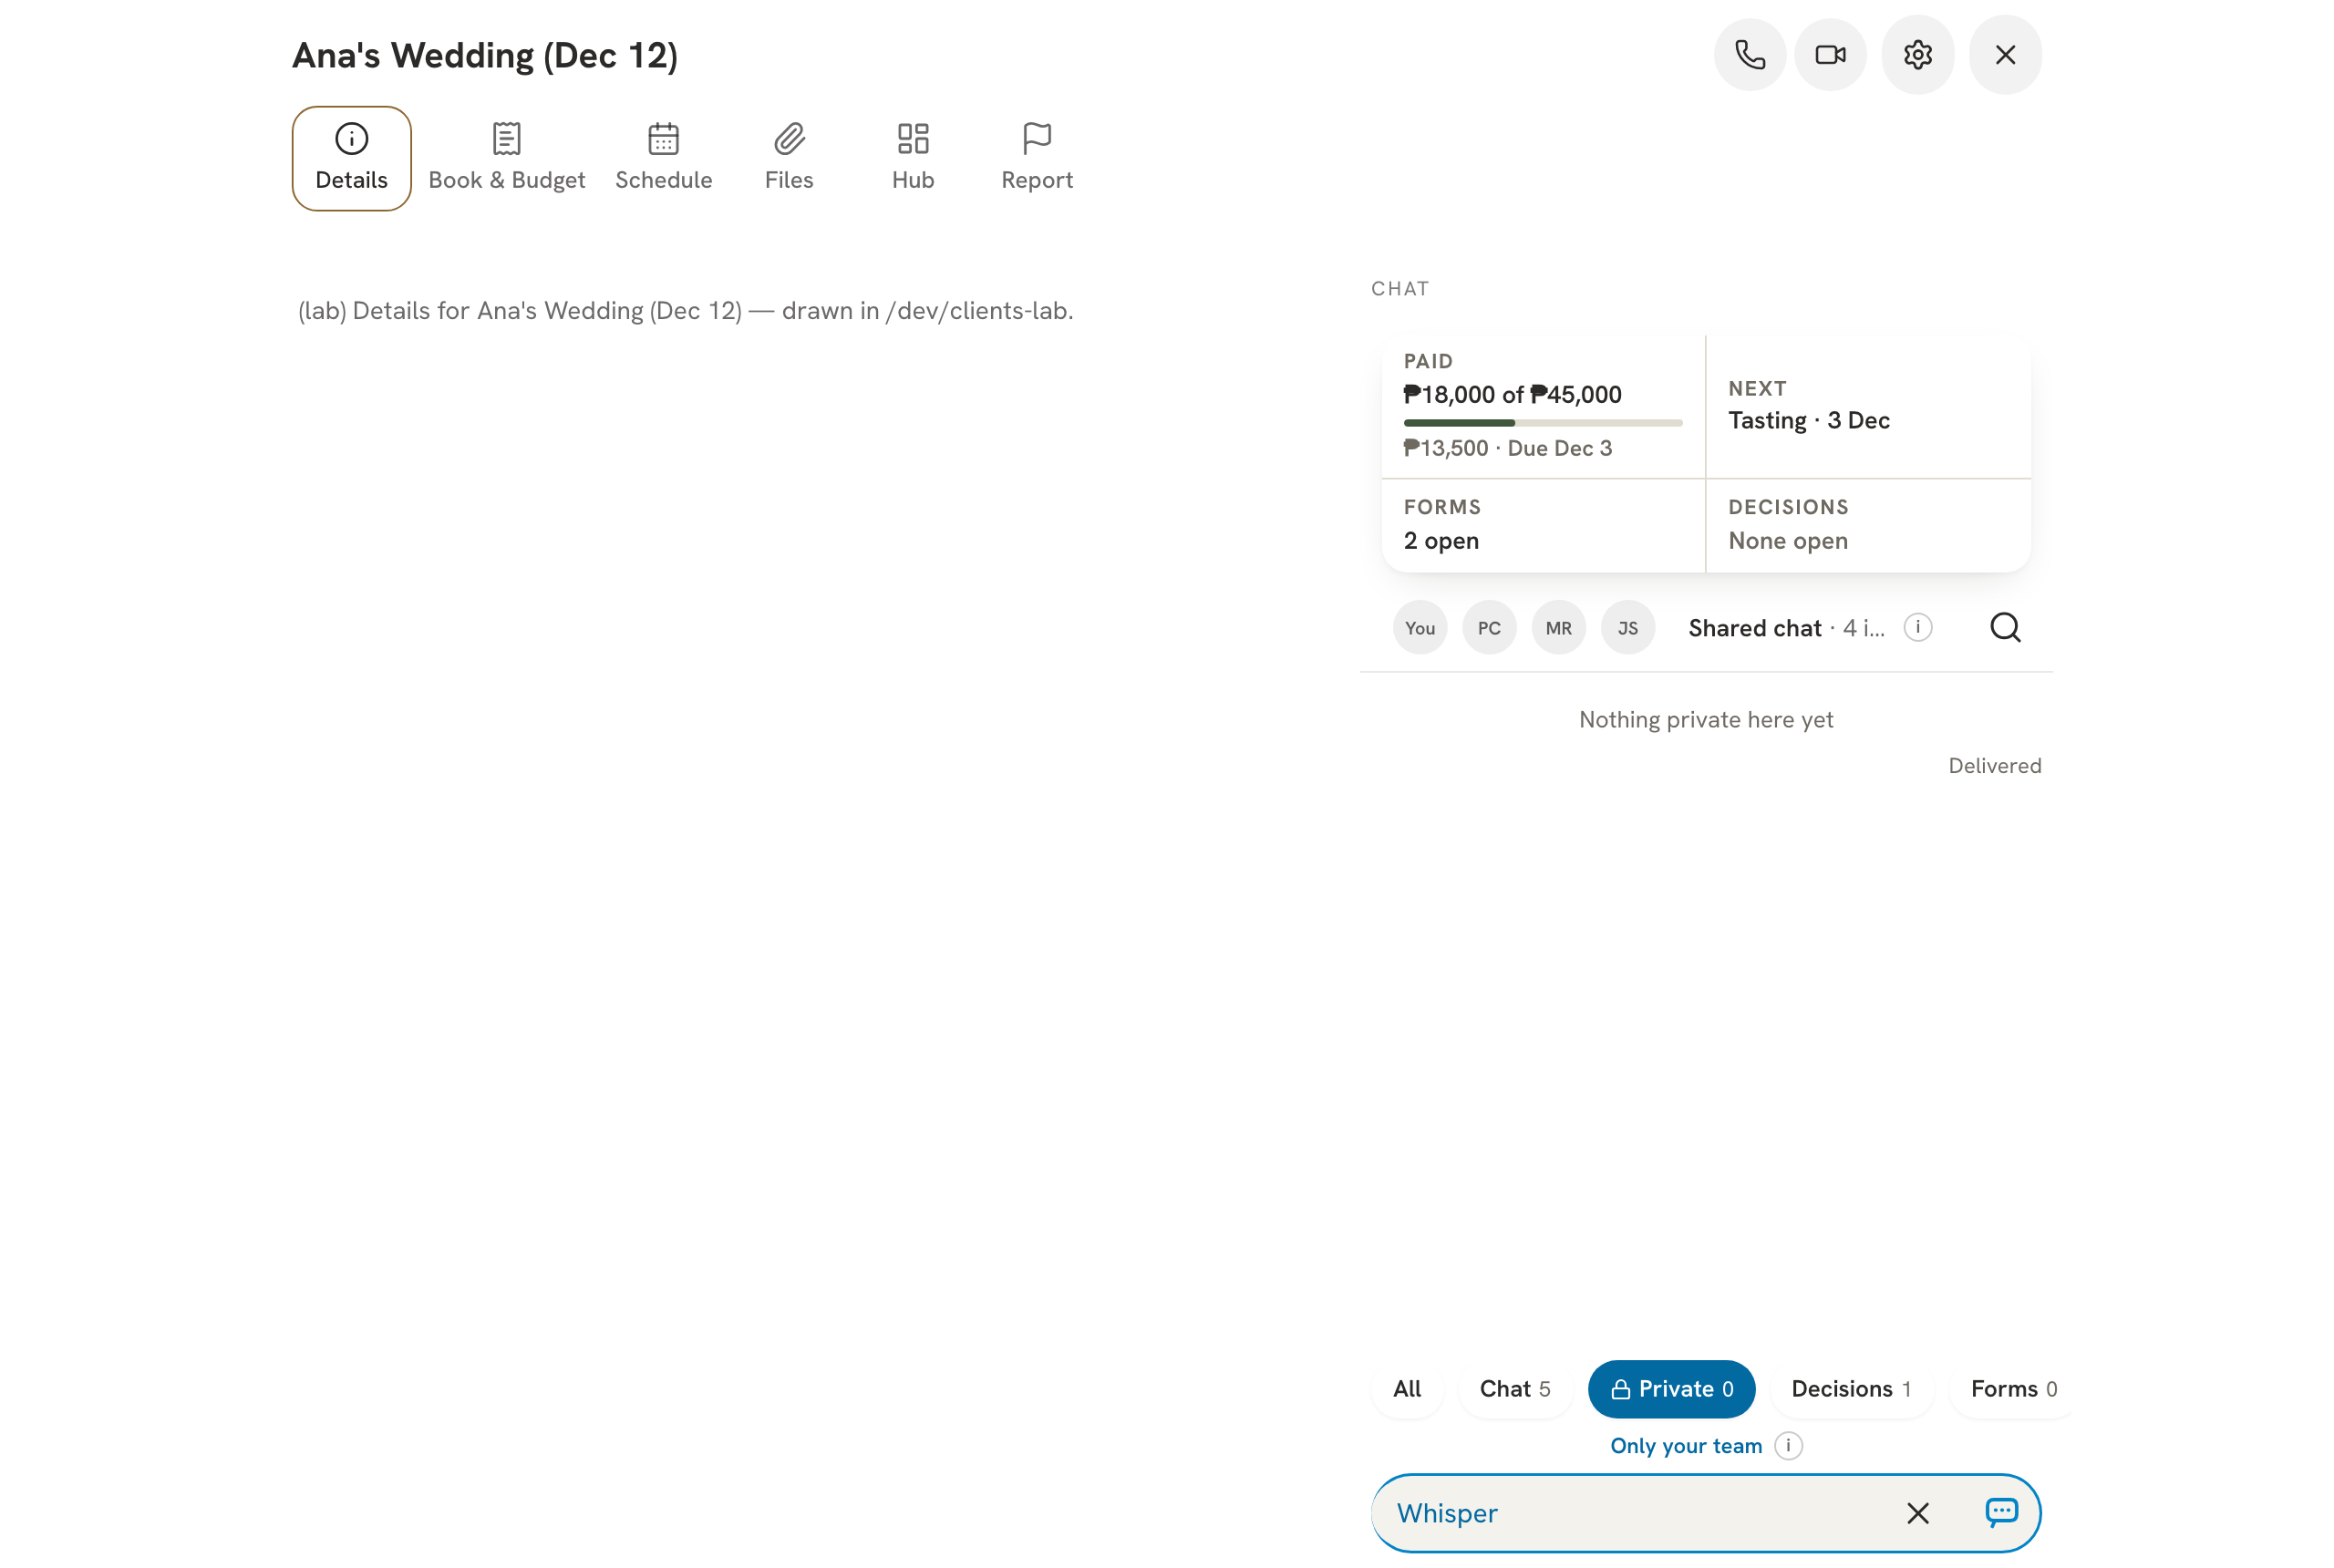 Ana's Wedding (Dec 12)
Details
Book & Budget
Schedule
Files
Hub
Report
(lab) Details for Ana's Wedding (Dec 12) — drawn in /dev/clients-lab.
CHAT
PAID
₱18,000 of ₱45,000
₱13,500 · Due Dec 3
NEXT
Tasting · 3 Dec
FORMS
2 open
DECISIONS
None open
You
PC
MR
JS
Shared chat · 4 i...
Nothing private here yet
Delivered
All
Chat 5
Private 0
Decisions 1
Forms 0
Only your team
Whisper